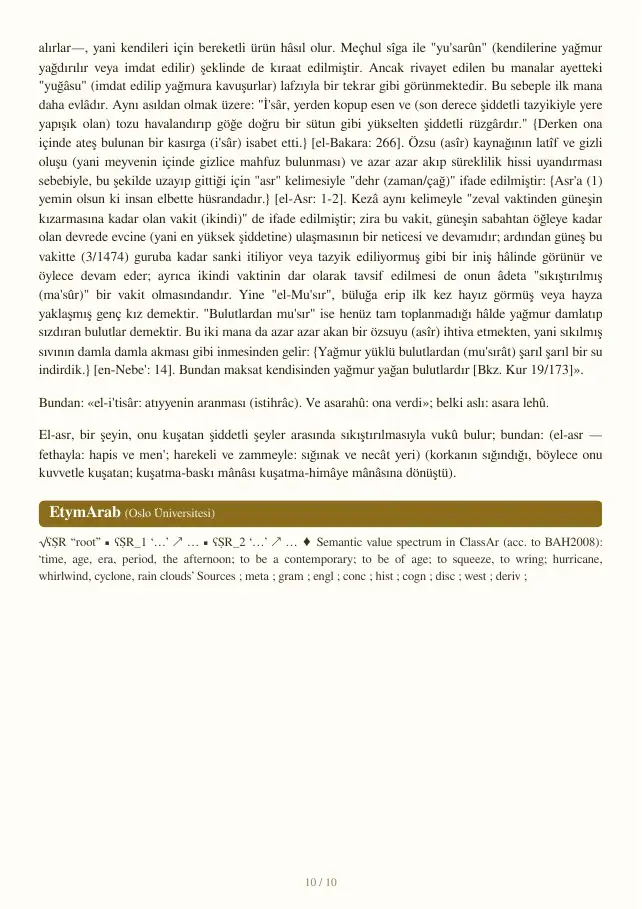 alırlar—, yani kendileri için bereketli ürün hâsıl olur. Meçhul sîga ile "yu'sarûn" (kendilerine yağmur
yağdırılır veya imdat edilir) şeklinde de kıraat edilmiştir. Ancak rivayet edilen bu manalar ayetteki
"yuğâsu" (imdat edilip yağmura kavuşurlar) lafzıyla bir tekrar gibi görünmektedir. Bu sebeple ilk mana
daha evlâdır. Aynı asıldan olmak üzere: "İ'sâr, yerden kopup esen ve (son derece şiddetli tazyikiyle yere
yapışık olan) tozu havalandırıp göğe doğru bir sütun gibi yükselten şiddetli rüzgârdır." {Derken ona
içinde ateş bulunan bir kasırga (i'sâr) isabet etti.} [el-Bakara: 266]. Özsu (asîr) kaynağının latîf ve gizli
oluşu (yani meyvenin içinde gizlice mahfuz bulunması) ve azar azar akıp süreklilik hissi uyandırması
sebebiyle, bu şekilde uzayıp gittiği için "asr" kelimesiyle "dehr (zaman/çağ)" ifade edilmiştir: {Asr'a (1)
yemin olsun ki insan elbette hüsrandadır.} [el-Asr: 1-2]. Kezâ aynı kelimeyle "zeval vaktinden güneşin
kızarmasına kadar olan vakit (ikindi)" de ifade edilmiştir; zira bu vakit, güneşin sabahtan öğleye kadar
olan devrede evcine (yani en yüksek şiddetine) ulaşmasının bir neticesi ve devamıdır; ardından güneş bu
vakitte (3/1474) guruba kadar sanki itiliyor veya tazyik ediliyormuş gibi bir iniş hâlinde görünür ve
öylece devam eder; ayrıca ikindi vaktinin dar olarak tavsif edilmesi de onun âdeta "sıkıştırılmış
(ma'sûr)" bir vakit olmasındandır. Yine "el-Mu'sır", büluğa erip ilk kez hayız görmüş veya hayza
yaklaşmış genç kız demektir. "Bulutlardan mu'sır" ise henüz tam toplanmadığı hâlde yağmur damlatıp
sızdıran bulutlar demektir. Bu iki mana da azar azar akan bir özsuyu (asîr) ihtiva etmekten, yani sıkılmış
sıvının damla damla akması gibi inmesinden gelir: {Yağmur yüklü bulutlardan (mu'sırât) şarıl şarıl bir su
indirdik.} [en-Nebe': 14]. Bundan maksat kendisinden yağmur yağan bulutlardır [Bkz. Kur 19/173]».
Bundan: «el-i'tisâr: atıyyenin aranması (istihrâc). Ve asarahû: ona verdi»; belki aslı: asara lehû.
El-asr, bir şeyin, onu kuşatan şiddetli şeyler arasında sıkıştırılmasıyla vukû bulur; bundan: (el-asr —
fethayla: hapis ve men'; harekeli ve zammeyle: sığınak ve necât yeri) (korkanın sığındığı, böylece onu
kuvvetle kuşatan; kuşatma-baskı mânâsı kuşatma-himâye mânâsına dönüştü).
EtymArab (Oslo Üniversitesi)
√ʕṢR “root” ▪ ʕṢR_1 ‘…’ ↗ … ▪ ʕṢR_2 ‘…’ ↗ … ♦ Semantic value spectrum in ClassAr (acc. to BAH2008):
‘time, age, era, period, the afternoon; to be a contemporary; to be of age; to squeeze, to wring; hurricane,
whirlwind, cyclone, rain clouds’ Sources ; meta ; gram ; engl ; conc ; hist ; cogn ; disc ; west ; deriv ;
10 / 10